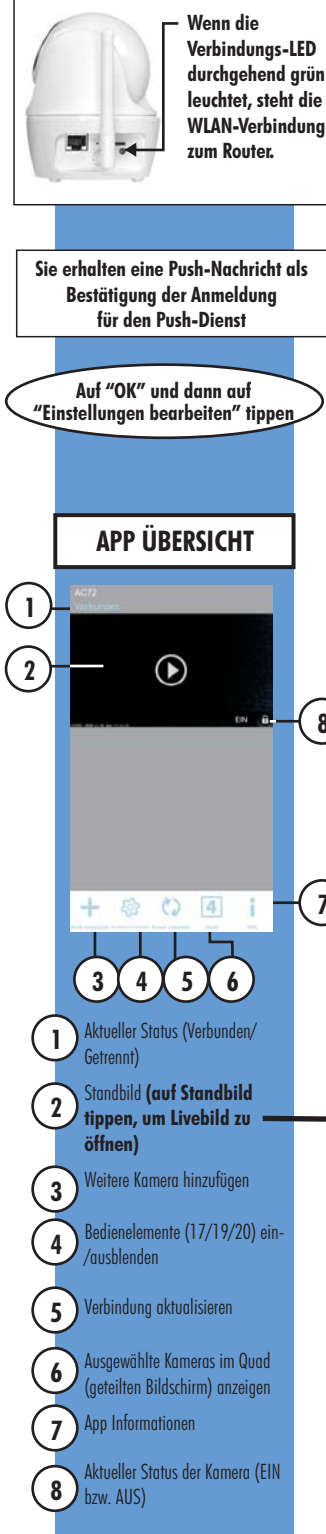 Wenn die
Verbindungs-LED
durchgehend grün
leuchtet, steht die
WLAN-Verbindung
zum Router.
Sie erhalten eine Push-Nachricht als
Bestätigung der Anmeldung
für den Push-Dienst
Auf “OK” und dann auf
“Einstellungen bearbeiten” tippen
APP ÜBERSICHT
ACT2
Verbunden
1
2
EIN
8
4
7
3 4 5 6
1 Aktueller Status (Verbunden/
Getrennt)
2 Standbild (auf Standbild
tippen, um Livebild zu
öffnen)
3 Weitere Kamera hinzufügen
4 Bedienelemente (17/19/20) ein-
/ausblenden
5 Verbindung aktualisieren
6 Ausgewählte Kameras im Quad
(geteilten Bildschirm) anzeigen
7 App Informationen
8 Aktueller Status der Kamera (EIN
bzw. AUS)